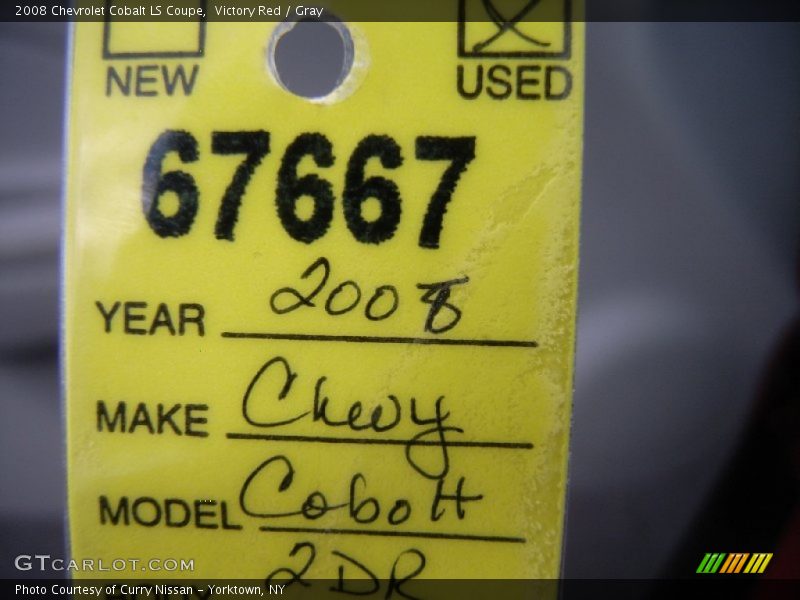 2008 Chevrolet Cobalt LS Coupe, Victory Red / Gray
NEW USED
67667
YEAR 2008
MAKE Chevy
MODEL Cobolt
2DR
GTCARLOT.COM
Photo Courtesy of Curry Nissan - Yorktown, NY